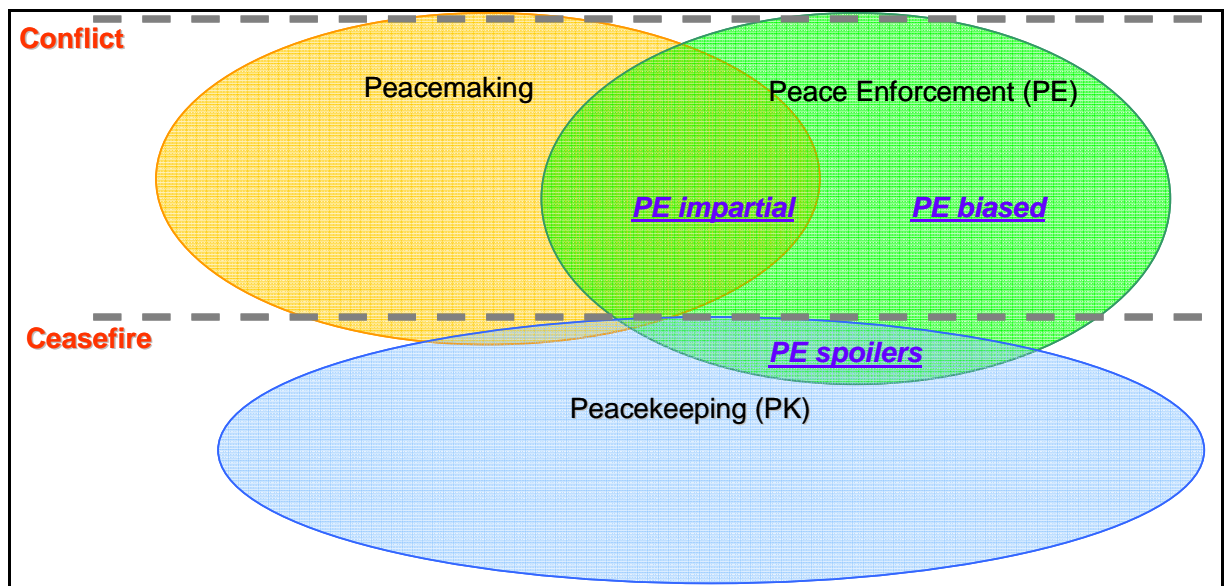 Conflict
Peacemaking
Peace Enforcement (PE)
PE impartial
PE biased
Ceasefire
PE spoilers
Peacekeeping (PK)